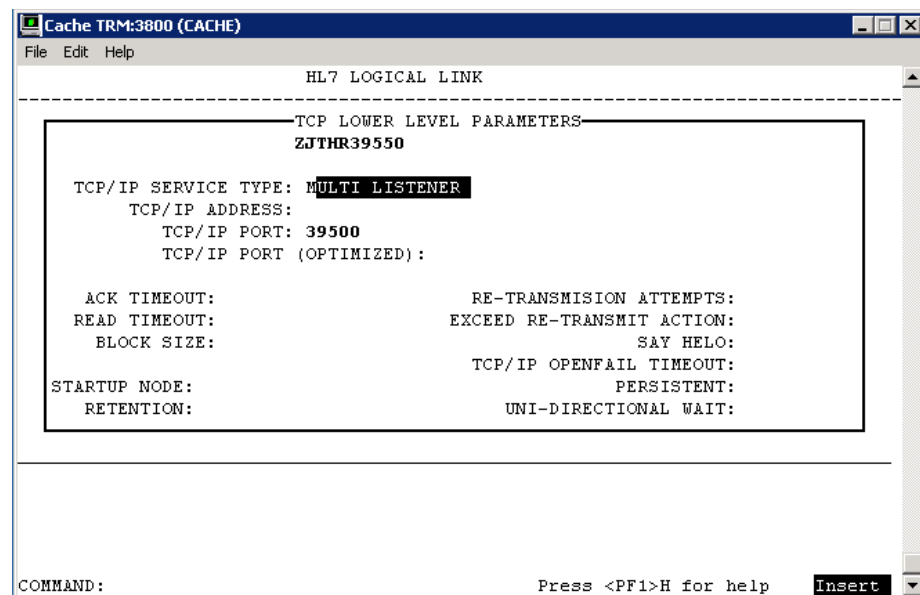 Cache TRM:3800 (CACHE)
File Edit Help
HL7 LOGICAL LINK
TCP LOWER LEVEL PARAMETERS
ZJTHR39550
TCP/IP SERVICE TYPE: MULTI LISTENER
TCP/IP ADDRESS:
TCP/IP PORT: 39500
TCP/IP PORT (OPTIMIZED):
ACK TIMEOUT: RE-TRANSMISION ATTEMPTS:
READ TIMEOUT: EXCEED RE-TRANSMIT ACTION:
BLOCK SIZE: SAY HELO:
TCP/IP OPENFAIL TIMEOUT:
STARTUP NODE: PERSISTENT:
RETENTION: UNI-DIRECTIONAL WAIT:
COMMAND: Press <PF1>H for help Insert